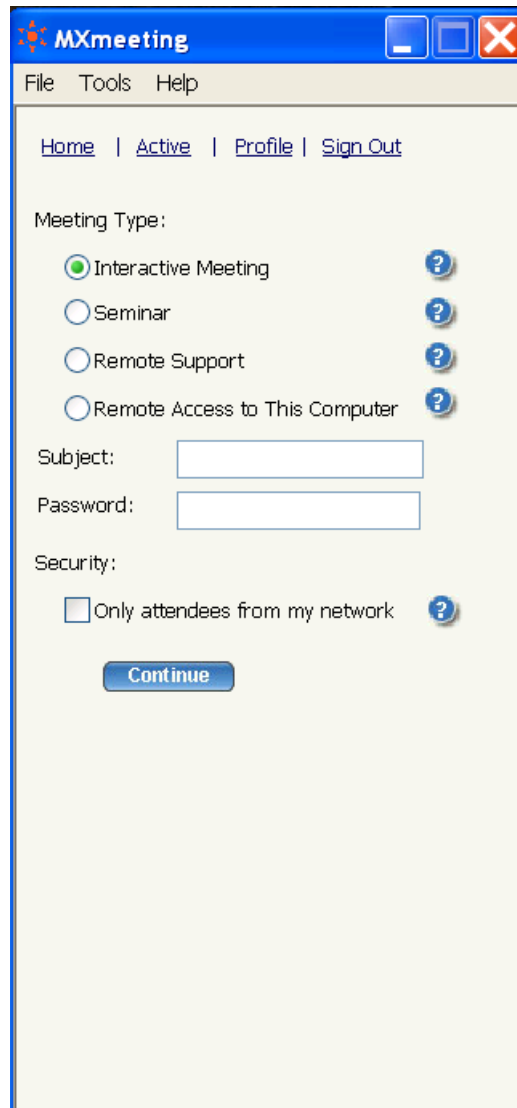 MXmeeting
File Tools Help
Home | Active | Profile | Sign Out
Meeting Type:
Interactive Meeting ?
Seminar ?
Remote Support ?
Remote Access to This Computer ?
Subject:
Password:
Security:
Only attendees from my network ?
Continue